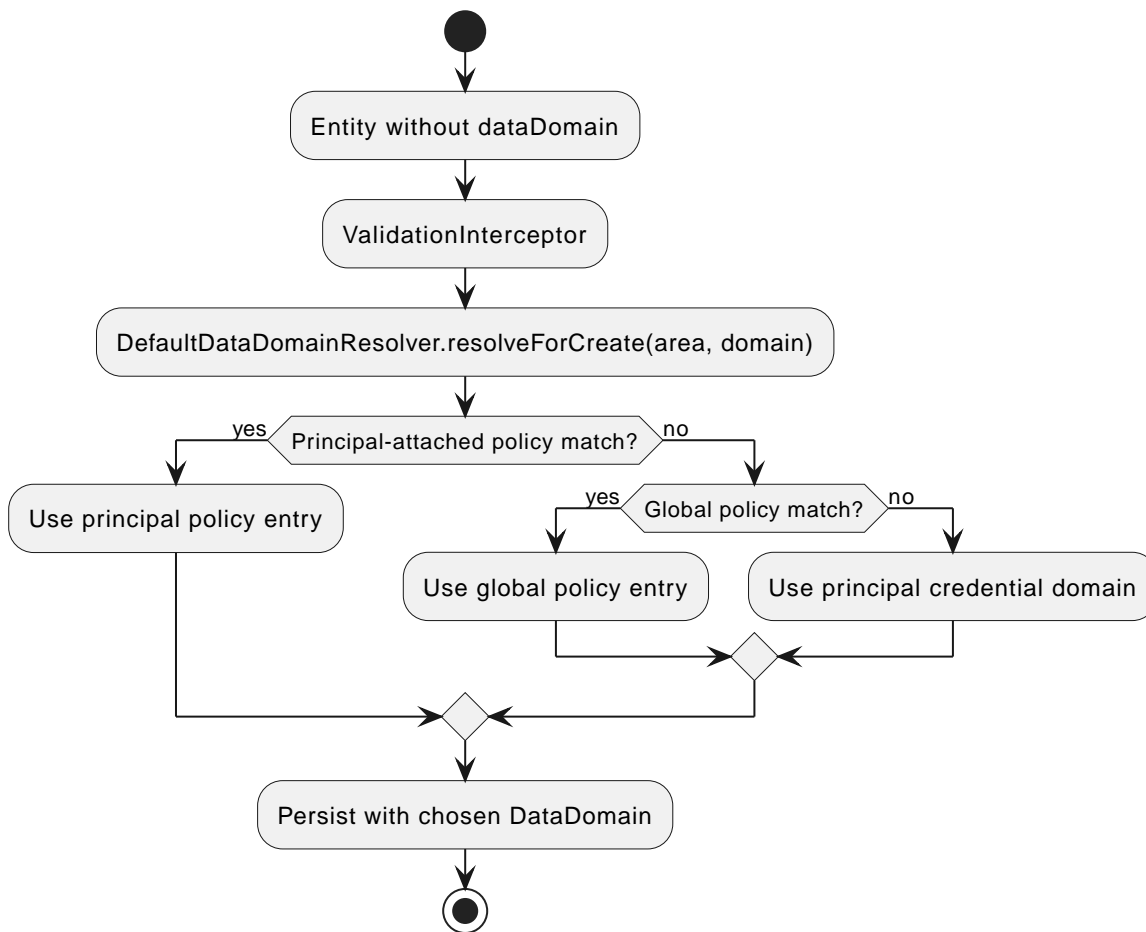 Entity without dataDomain
ValidationInterceptor
DefaultDataDomainResolver.resolveForCreate(area, domain)
yes
Principal-attached policy match?
no
Use principal policy entry
yes
Global policy match?
no
Use global policy entry
Use principal credential domain
Persist with chosen DataDomain